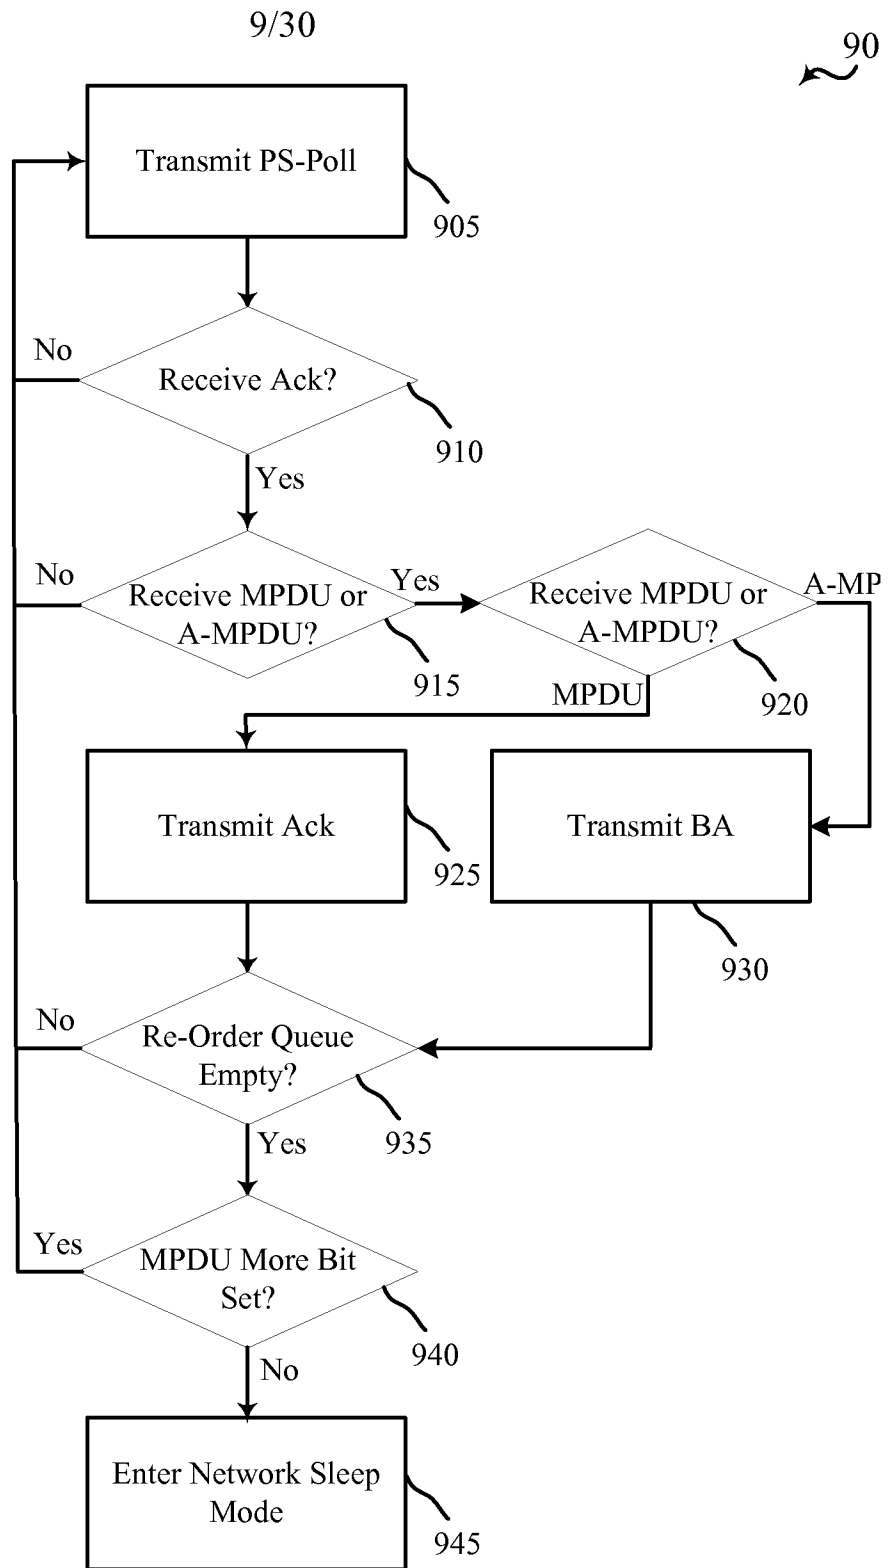 9/30
90
Transmit PS-Poll
905
No
Receive Ack?
910
Yes
No
Receive MPDU or
A-MPDU?
915
Yes
Receive MPDU or
A-MPDU?
920
A-MP
MPDU
Transmit Ack
925
Transmit BA
930
No
Re-Order Queue
Empty?
935
Yes
Yes
MPDU More Bit
Set?
940
No
Enter Network Sleep
Mode
945